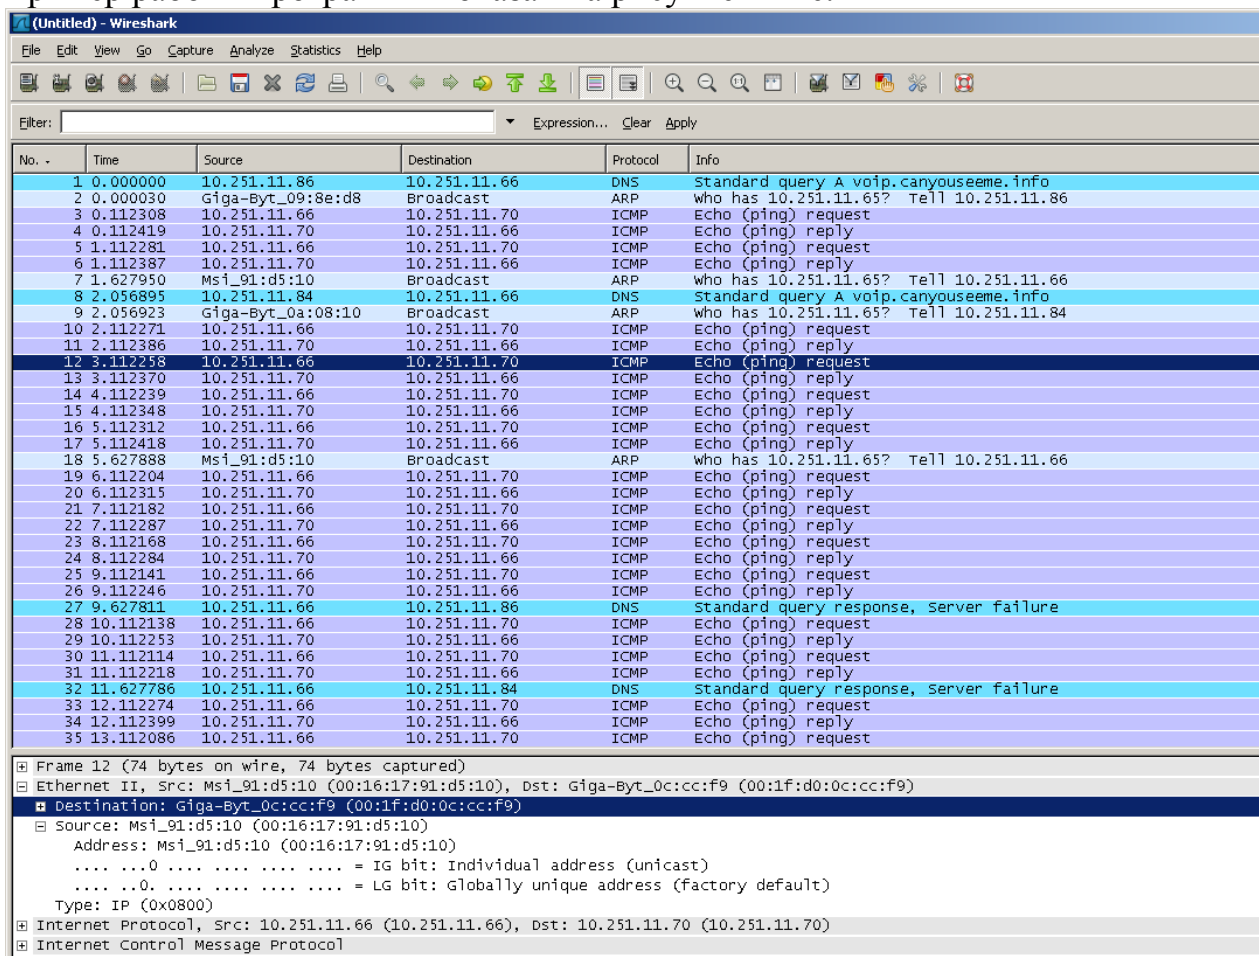 (Untitled) - Wireshark
File Edit View Go Capture Analyze Statistics Help
Filter: Expression... Clear Apply
No. Time Source Destination Protocol Info
1 0.000000 10.251.11.86 10.251.11.66 DNS Standard query A voip.canyouseeme.info
2 0.000030 Giga-Byt_09:8e:d8 Broadcast ARP Who has 10.251.11.65? Tell 10.251.11.86
3 0.112308 10.251.11.66 10.251.11.70 ICMP Echo (ping) request
4 0.112419 10.251.11.70 10.251.11.66 ICMP Echo (ping) reply
5 1.112281 10.251.11.66 10.251.11.70 ICMP Echo (ping) request
6 1.112387 10.251.11.70 10.251.11.66 ICMP Echo (ping) reply
7 1.627950 Msi_91:d5:10 Broadcast ARP Who has 10.251.11.65? Tell 10.251.11.66
8 2.056895 10.251.11.84 10.251.11.66 DNS Standard query A voip.canyouseeme.info
9 2.056923 Giga-Byt_0a:08:10 Broadcast ARP Who has 10.251.11.65? Tell 10.251.11.84
10 2.112271 10.251.11.66 10.251.11.70 ICMP Echo (ping) request
11 2.112386 10.251.11.70 10.251.11.66 ICMP Echo (ping) reply
12 3.112258 10.251.11.66 10.251.11.70 ICMP Echo (ping) request
13 3.112370 10.251.11.70 10.251.11.66 ICMP Echo (ping) reply
14 4.112239 10.251.11.66 10.251.11.70 ICMP Echo (ping) request
15 4.112348 10.251.11.70 10.251.11.66 ICMP Echo (ping) reply
16 5.112312 10.251.11.66 10.251.11.70 ICMP Echo (ping) request
17 5.112418 10.251.11.70 10.251.11.66 ICMP Echo (ping) reply
18 5.627888 Msi_91:d5:10 Broadcast ARP Who has 10.251.11.65? Tell 10.251.11.66
19 6.112204 10.251.11.66 10.251.11.70 ICMP Echo (ping) request
20 6.112315 10.251.11.70 10.251.11.66 ICMP Echo (ping) reply
21 7.112182 10.251.11.66 10.251.11.70 ICMP Echo (ping) request
22 7.112287 10.251.11.70 10.251.11.66 ICMP Echo (ping) reply
23 8.112168 10.251.11.66 10.251.11.70 ICMP Echo (ping) request
24 8.112284 10.251.11.70 10.251.11.66 ICMP Echo (ping) reply
25 9.112141 10.251.11.66 10.251.11.70 ICMP Echo (ping) request
26 9.112246 10.251.11.70 10.251.11.66 ICMP Echo (ping) reply
27 9.627811 10.251.11.66 10.251.11.86 DNS Standard query response, Server failure
28 10.112138 10.251.11.66 10.251.11.70 ICMP Echo (ping) request
29 10.112253 10.251.11.70 10.251.11.66 ICMP Echo (ping) reply
30 11.112114 10.251.11.66 10.251.11.70 ICMP Echo (ping) request
31 11.112218 10.251.11.70 10.251.11.66 ICMP Echo (ping) reply
32 11.627786 10.251.11.66 10.251.11.84 DNS Standard query response, Server failure
33 12.112274 10.251.11.66 10.251.11.70 ICMP Echo (ping) request
34 12.112399 10.251.11.70 10.251.11.66 ICMP Echo (ping) reply
35 13.112086 10.251.11.66 10.251.11.70 ICMP Echo (ping) request
Frame 12 (74 bytes on wire, 74 bytes captured)
Ethernet II, Src: Msi_91:d5:10 (00:16:17:91:d5:10), Dst: Giga-Byt_0c:cc:f9 (00:1f:d0:0c:cc:f9)
Destination: Giga-Byt_0c:cc:f9 (00:1f:d0:0c:cc:f9)
Source: Msi_91:d5:10 (00:16:17:91:d5:10)
Address: Msi_91:d5:10 (00:16:17:91:d5:10)
.... ...0 .... .... .... .... = IG bit: Individual address (unicast)
.... ..0. .... .... .... .... = LG bit: Globally unique address (factory default)
Type: IP (0x0800)
Internet Protocol, Src: 10.251.11.66 (10.251.11.66), Dst: 10.251.11.70 (10.251.11.70)
Internet Control Message Protocol